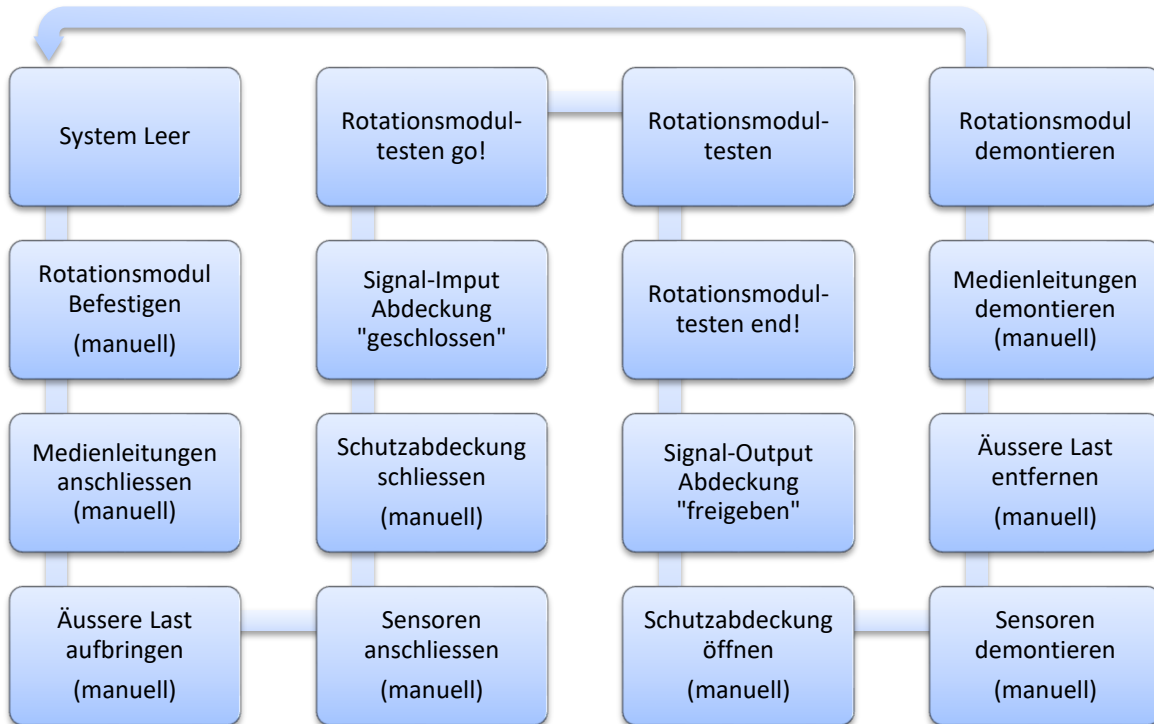 System Leer
Rotationsmodul
Befestigen
(manuell)
Medienleitungen
anschliessen
(manuell)
Äussere Last
aufbringen
(manuell)
Sensoren
anschliessen
(manuell)
Schutzabdeckung
schliessen
(manuell)
Signal-Imput
Abdeckung
"geschlossen"
Rotationsmodul-
testen go!
Rotationsmodul-
testen
Rotationsmodul-
testen end!
Signal-Output
Abdeckung
"freigeben"
Schutzabdeckung
öffnen
(manuell)
Sensoren
demontieren
(manuell)
Äussere Last
entfernen
(manuell)
Medienleitungen
demontieren
(manuell)
Rotationsmodul
demontieren